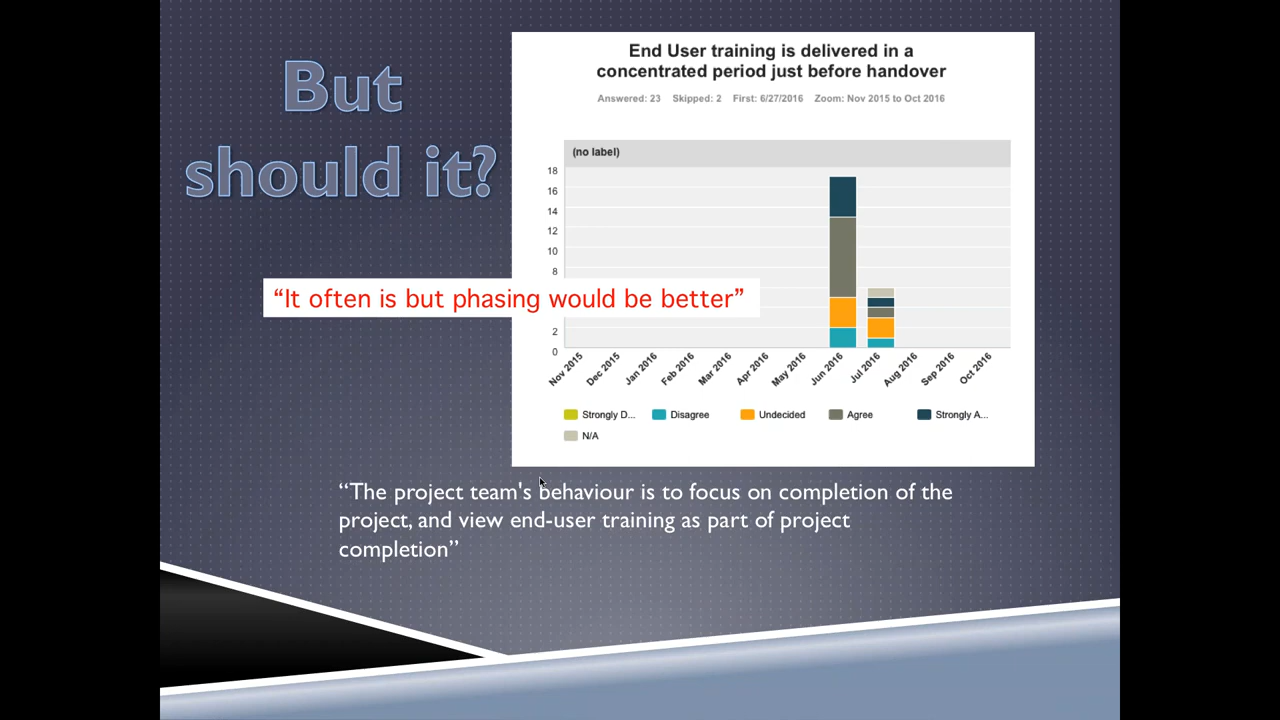 But
should it?
End User training is delivered in a
concentrated period just before handover
Answered: 23 Skipped: 2 First: 6/27/2016 Zoom: Nov 2015 to Oct 2016
(no label)
18
16
14
12
10
8
2
0
“It often is but phasing would be better”
Nov 2015 Dec 2015 Jan 2016 Feb 2016 Mar 2016 Apr 2016 May 2016 Jun 2016 Jul 2016 Aug 2016 Sep 2016 Oct 2016
Strongly D... Disagree Undecided Agree Strongly A...
N/A
“The project team's behaviour is to focus on completion of the
project, and view end-user training as part of project
completion”